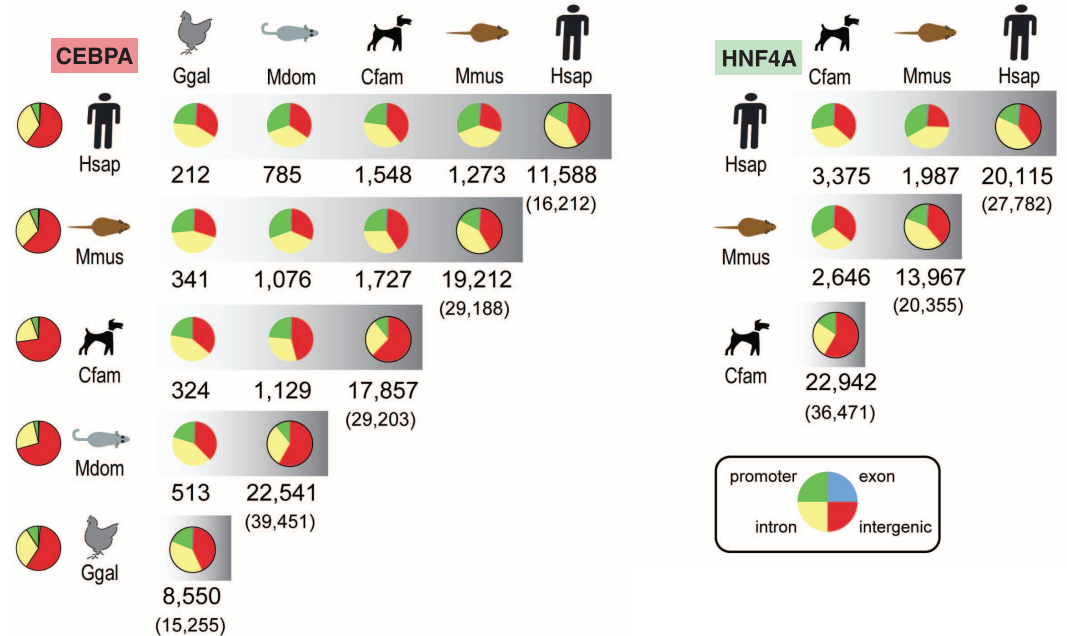 CEBPA
Ggal Mdom Cfam Mmus Hsap
HNF4A
Cfam Mmus Hsap
Hsap
212 785 1,548 1,273 11,588
(16,212)
Hsap
3,375 1,987 20,115
(27,782)
Mmus
341 1,076 1,727 19,212
(29,188)
Mmus
2,646 13,967
(20,355)
Cfam
324 1,129 17,857
(29,203)
Cfam
22,942
(36,471)
Mdom
513 22,541
(39,451)
Ggal
8,550
(15,255)
promoter exon
intron intergenic